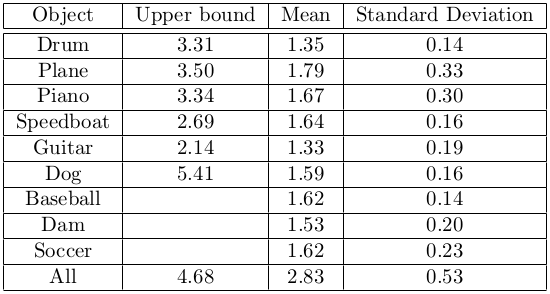 Object Upper bound Mean Standard Deviation
Drum 3.31 1.35 0.14
Plane 3.50 1.79 0.33
Piano 3.34 1.67 0.30
Speedboat 2.69 1.64 0.16
Guitar 2.14 1.33 0.19
Dog 5.41 1.59 0.16
Baseball 1.62 0.14
Dam 1.53 0.20
Soccer 1.62 0.23
All 4.68 2.83 0.53